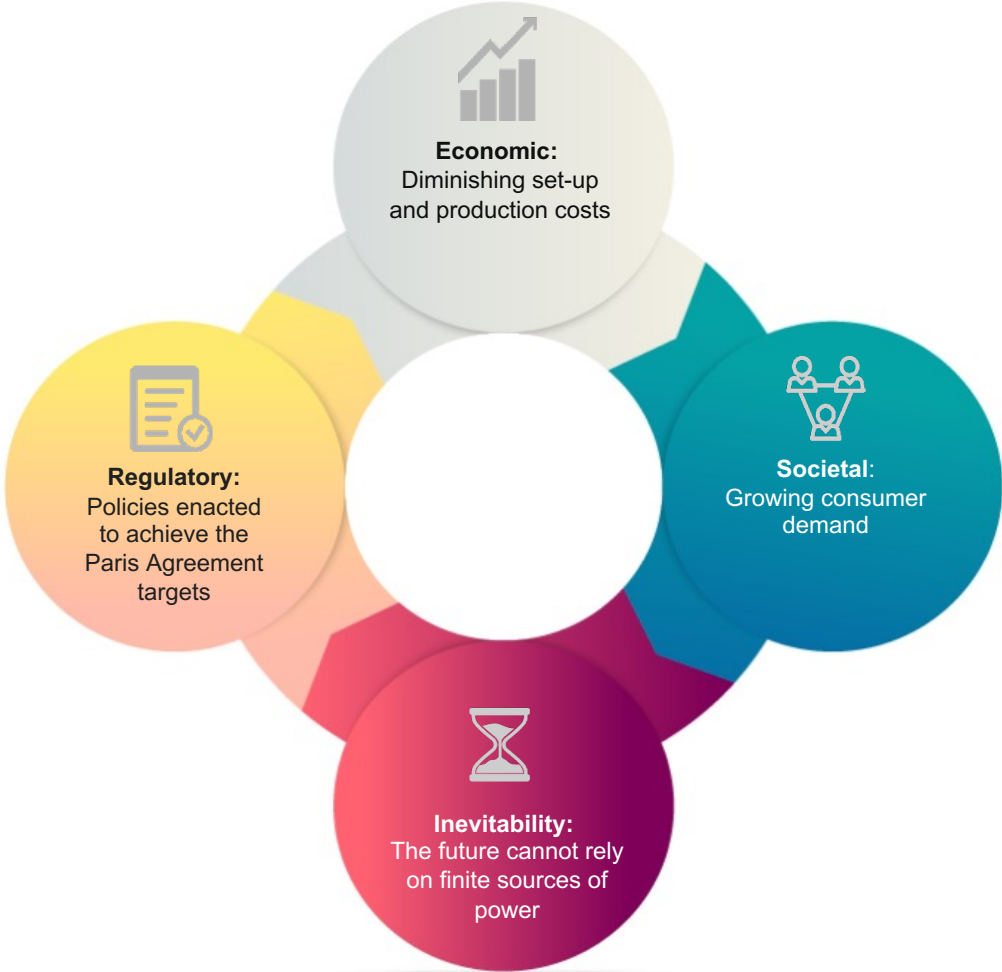 Economic:
Diminishing set-up
and production costs
Regulatory:
Policies enacted
to achieve the
Paris Agreement
targets
Societal:
Growing consumer
demand
Inevitability:
The future cannot rely
on finite sources of
power